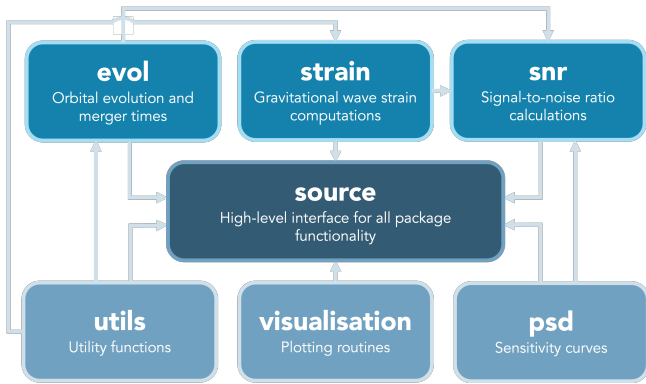 evol
Orbital evolution and
merger times
strain
Gravitational wave strain
computations
snr
Signal-to-noise ratio
calculations
source
High-level interface for all package
functionality
utils
Utility functions
visualisation
Plotting routines
psd
Sensitivity curves